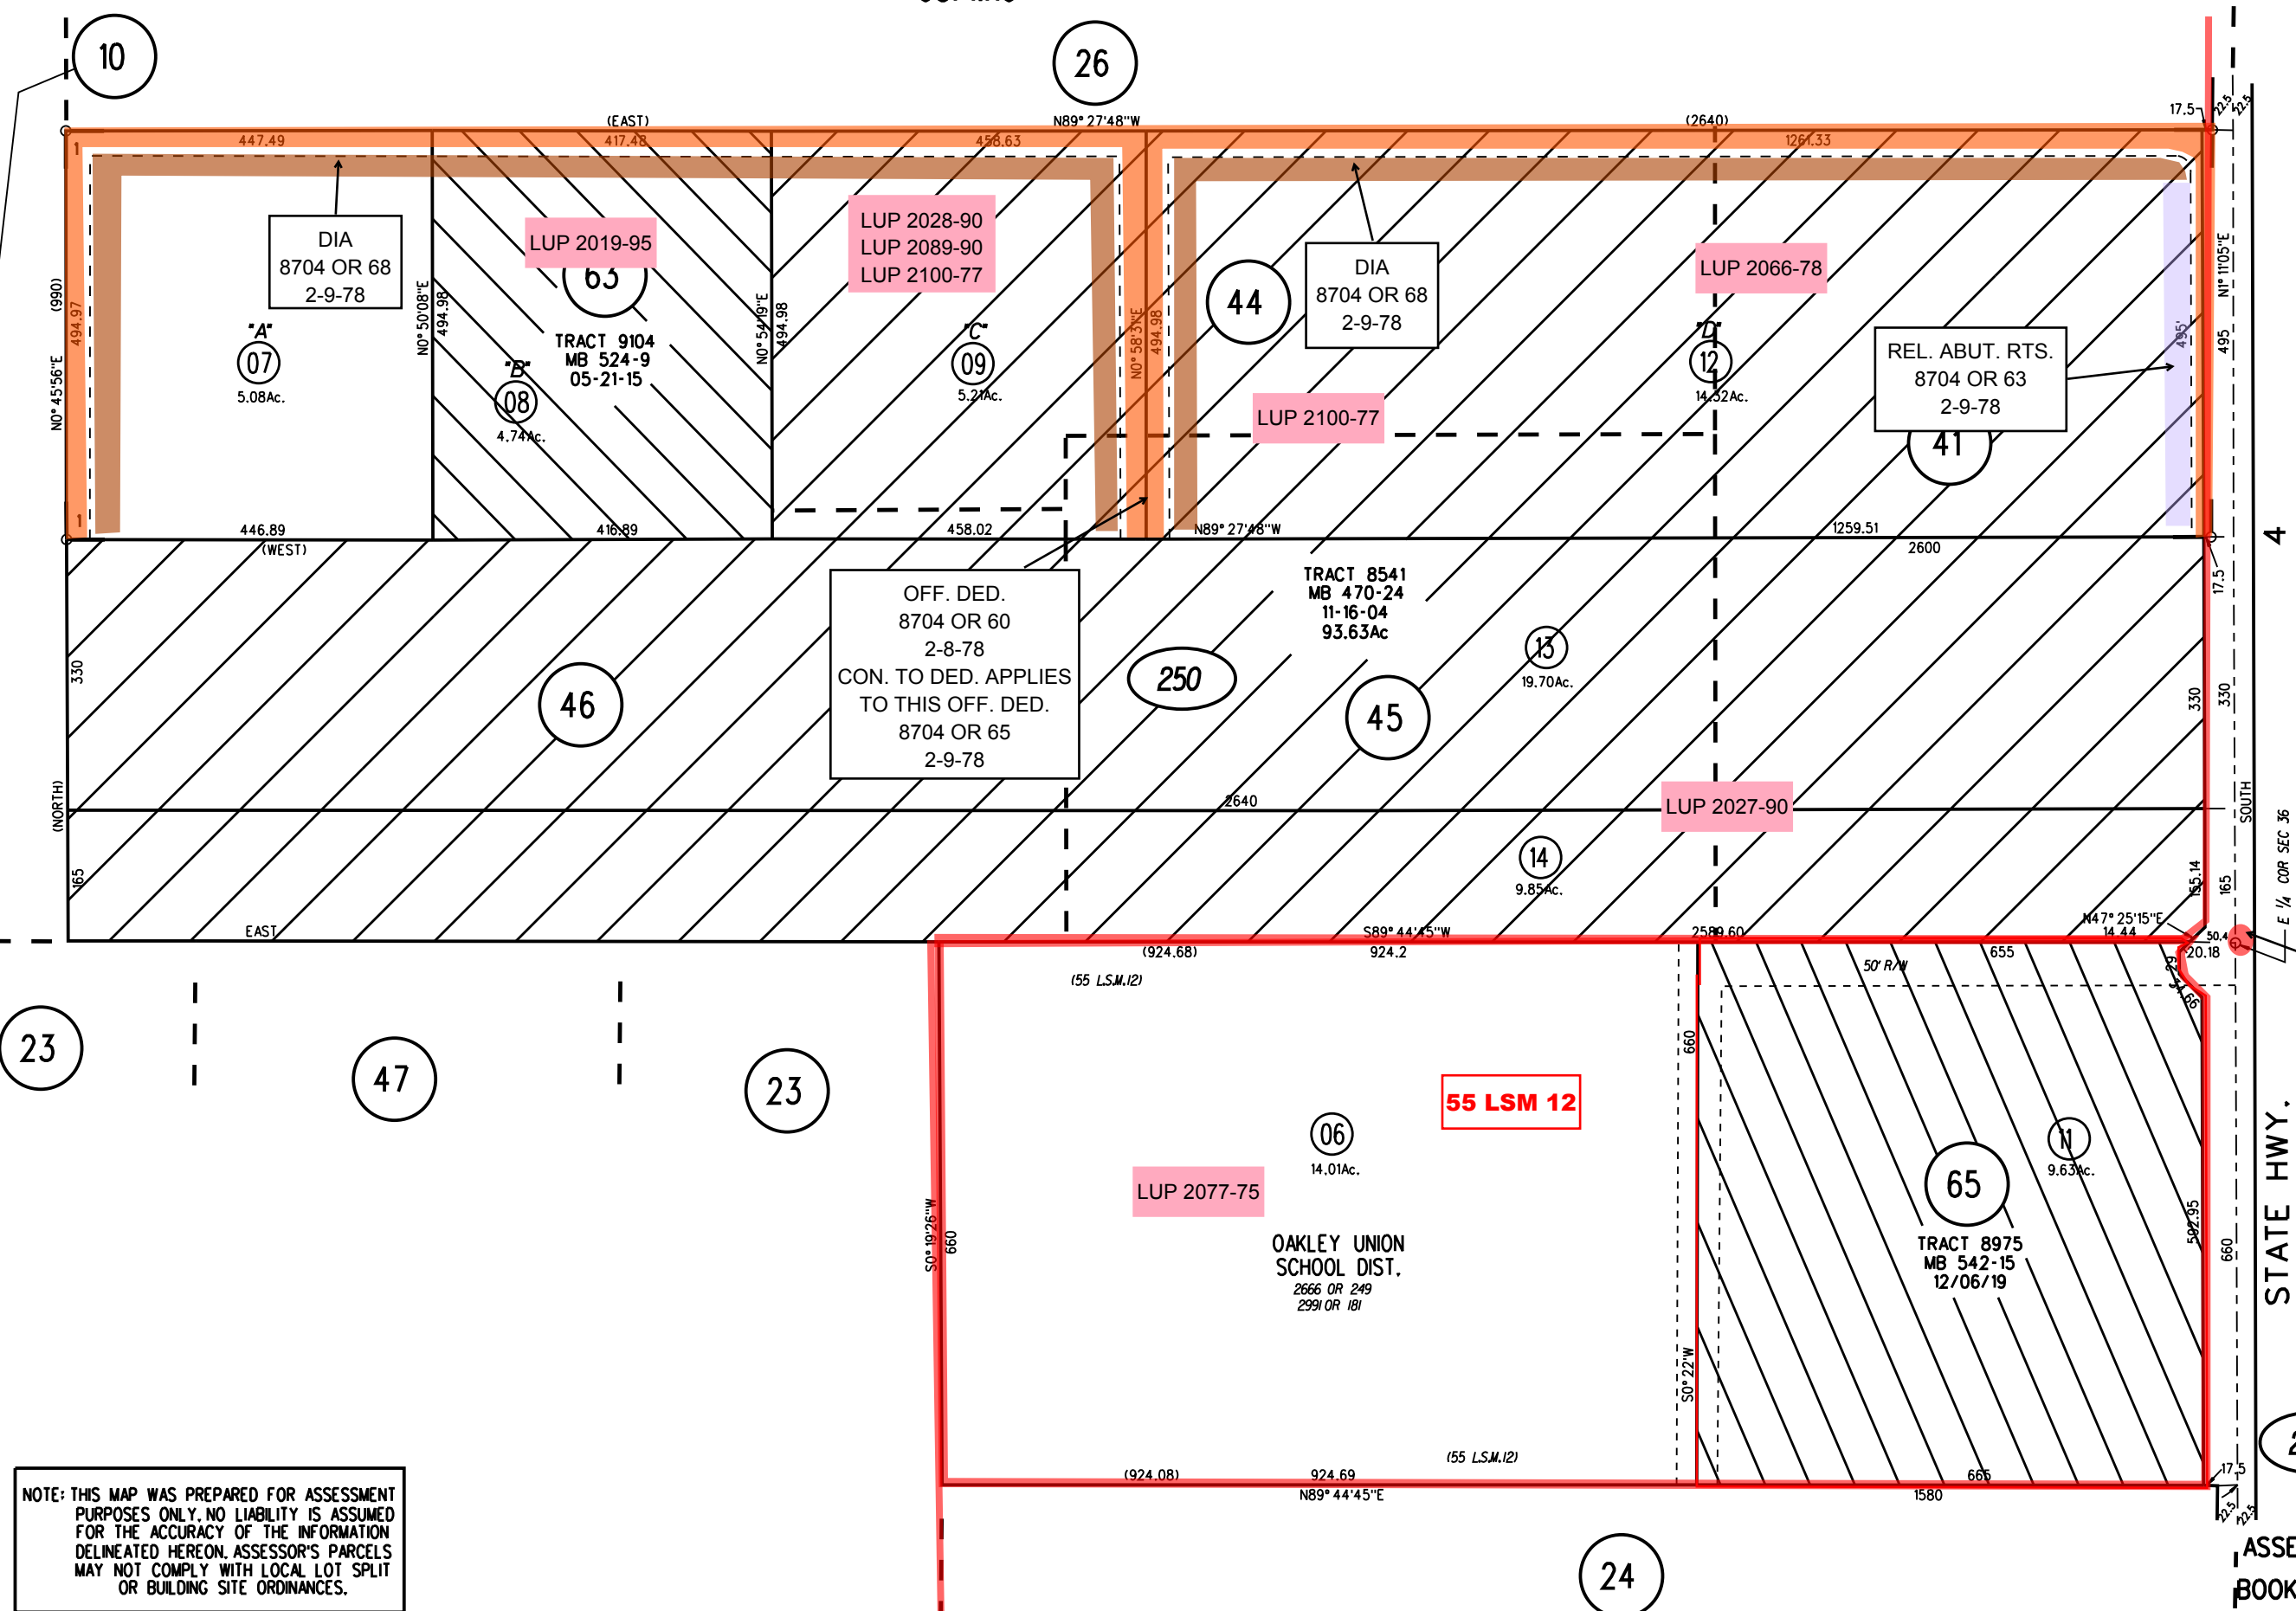 10
26
(EAST)
N89° 27'48"W
(2640)
17.5
22.5
22.5
1
447.49
417.48
458.63
1261.33
DIA
8704 OR 68
2-9-78
LUP 2019-95
63
TRACT 9104
MB 524-9
05-21-15
LUP 2028-90
LUP 2089-90
LUP 2100-77
44
DIA
8704 OR 68
2-9-78
LUP 2066-78
LUP 2100-77
REL. ABUT. RTS.
8704 OR 63
2-9-78
41
(990)
494.97
N0° 45'56"E
N0° 50'08"E
494.98
N0° 54'19"E
494.98
N0° 58'31"E
494.98
495'
N1° 11'05"E
495
"A"
07
5.08Ac.
"B"
08
4.74Ac.
"C"
09
5.21Ac.
"D"
12
14.32Ac.
1
446.89
(WEST)
416.89
458.02
N89° 27'48"W
1259.51
2600
17.5
4
OFF. DED.
8704 OR 60
2-8-78
CON. TO DED. APPLIES
TO THIS OFF. DED.
8704 OR 65
2-9-78
TRACT 8541
MB 470-24
11-16-04
93.63Ac
330
46
250
45
13
19.70Ac.
330
330
(NORTH)
2640
LUP 2027-90
SOUTH
165
14
9.85Ac.
155.14
165
E 1/4 COR SEC 36
EAST
S89° 44'45"W
2589.60
N47° 25'15"E
14.44
50.4
20.18
(924.68)
924.2
655
29
34.66
(55 L.S.M.12)
50' R/W
23
47
23
660
55 LSM 12
06
14.01Ac.
LUP 2077-75
11
9.63Ac.
65
TRACT 8975
MB 542-15
12/06/19
OAKLEY UNION
SCHOOL DIST.
2666 OR 249
2991 OR 181
S0° 19'26"W
660
S0° 22'W
592.95
660
STATE HWY.
(55 L.S.M.12)
(924.08)
924.69
N89° 44'45"E
665
1580
17.5
22.5
22.5
2
NOTE: THIS MAP WAS PREPARED FOR ASSESSMENT
PURPOSES ONLY. NO LIABILITY IS ASSUMED
FOR THE ACCURACY OF THE INFORMATION
DELINEATED HEREON. ASSESSOR'S PARCELS
MAY NOT COMPLY WITH LOCAL LOT SPLIT
OR BUILDING SITE ORDINANCES.
24
ASSE
BOOK